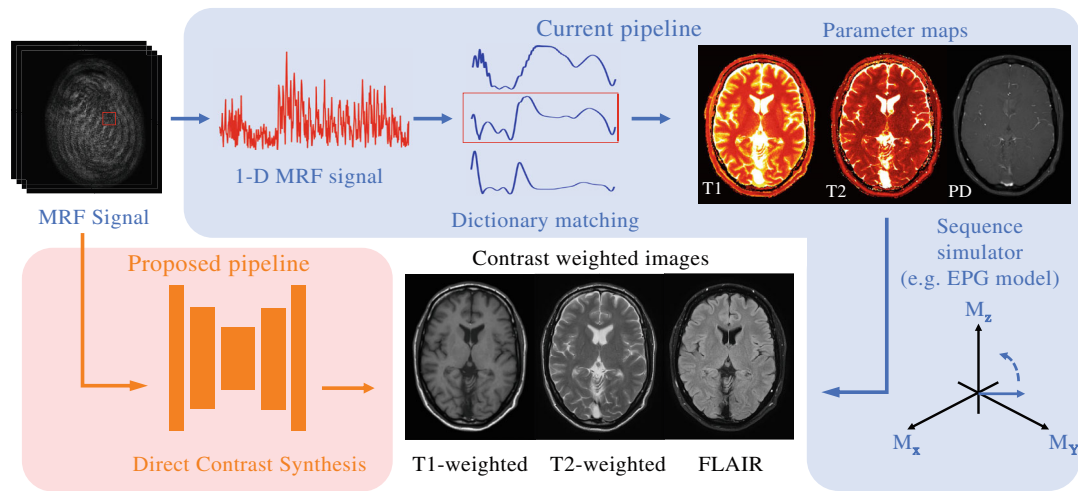 Current pipeline
Parameter maps
1-D MRF signal
T1
T2
PD
MRF Signal
Dictionary matching
Sequence
simulator
(e.g. EPG model)
Proposed pipeline
Contrast weighted images
Mz
Mx
MY
Direct Contrast Synthesis
T1-weighted
T2-weighted
FLAIR